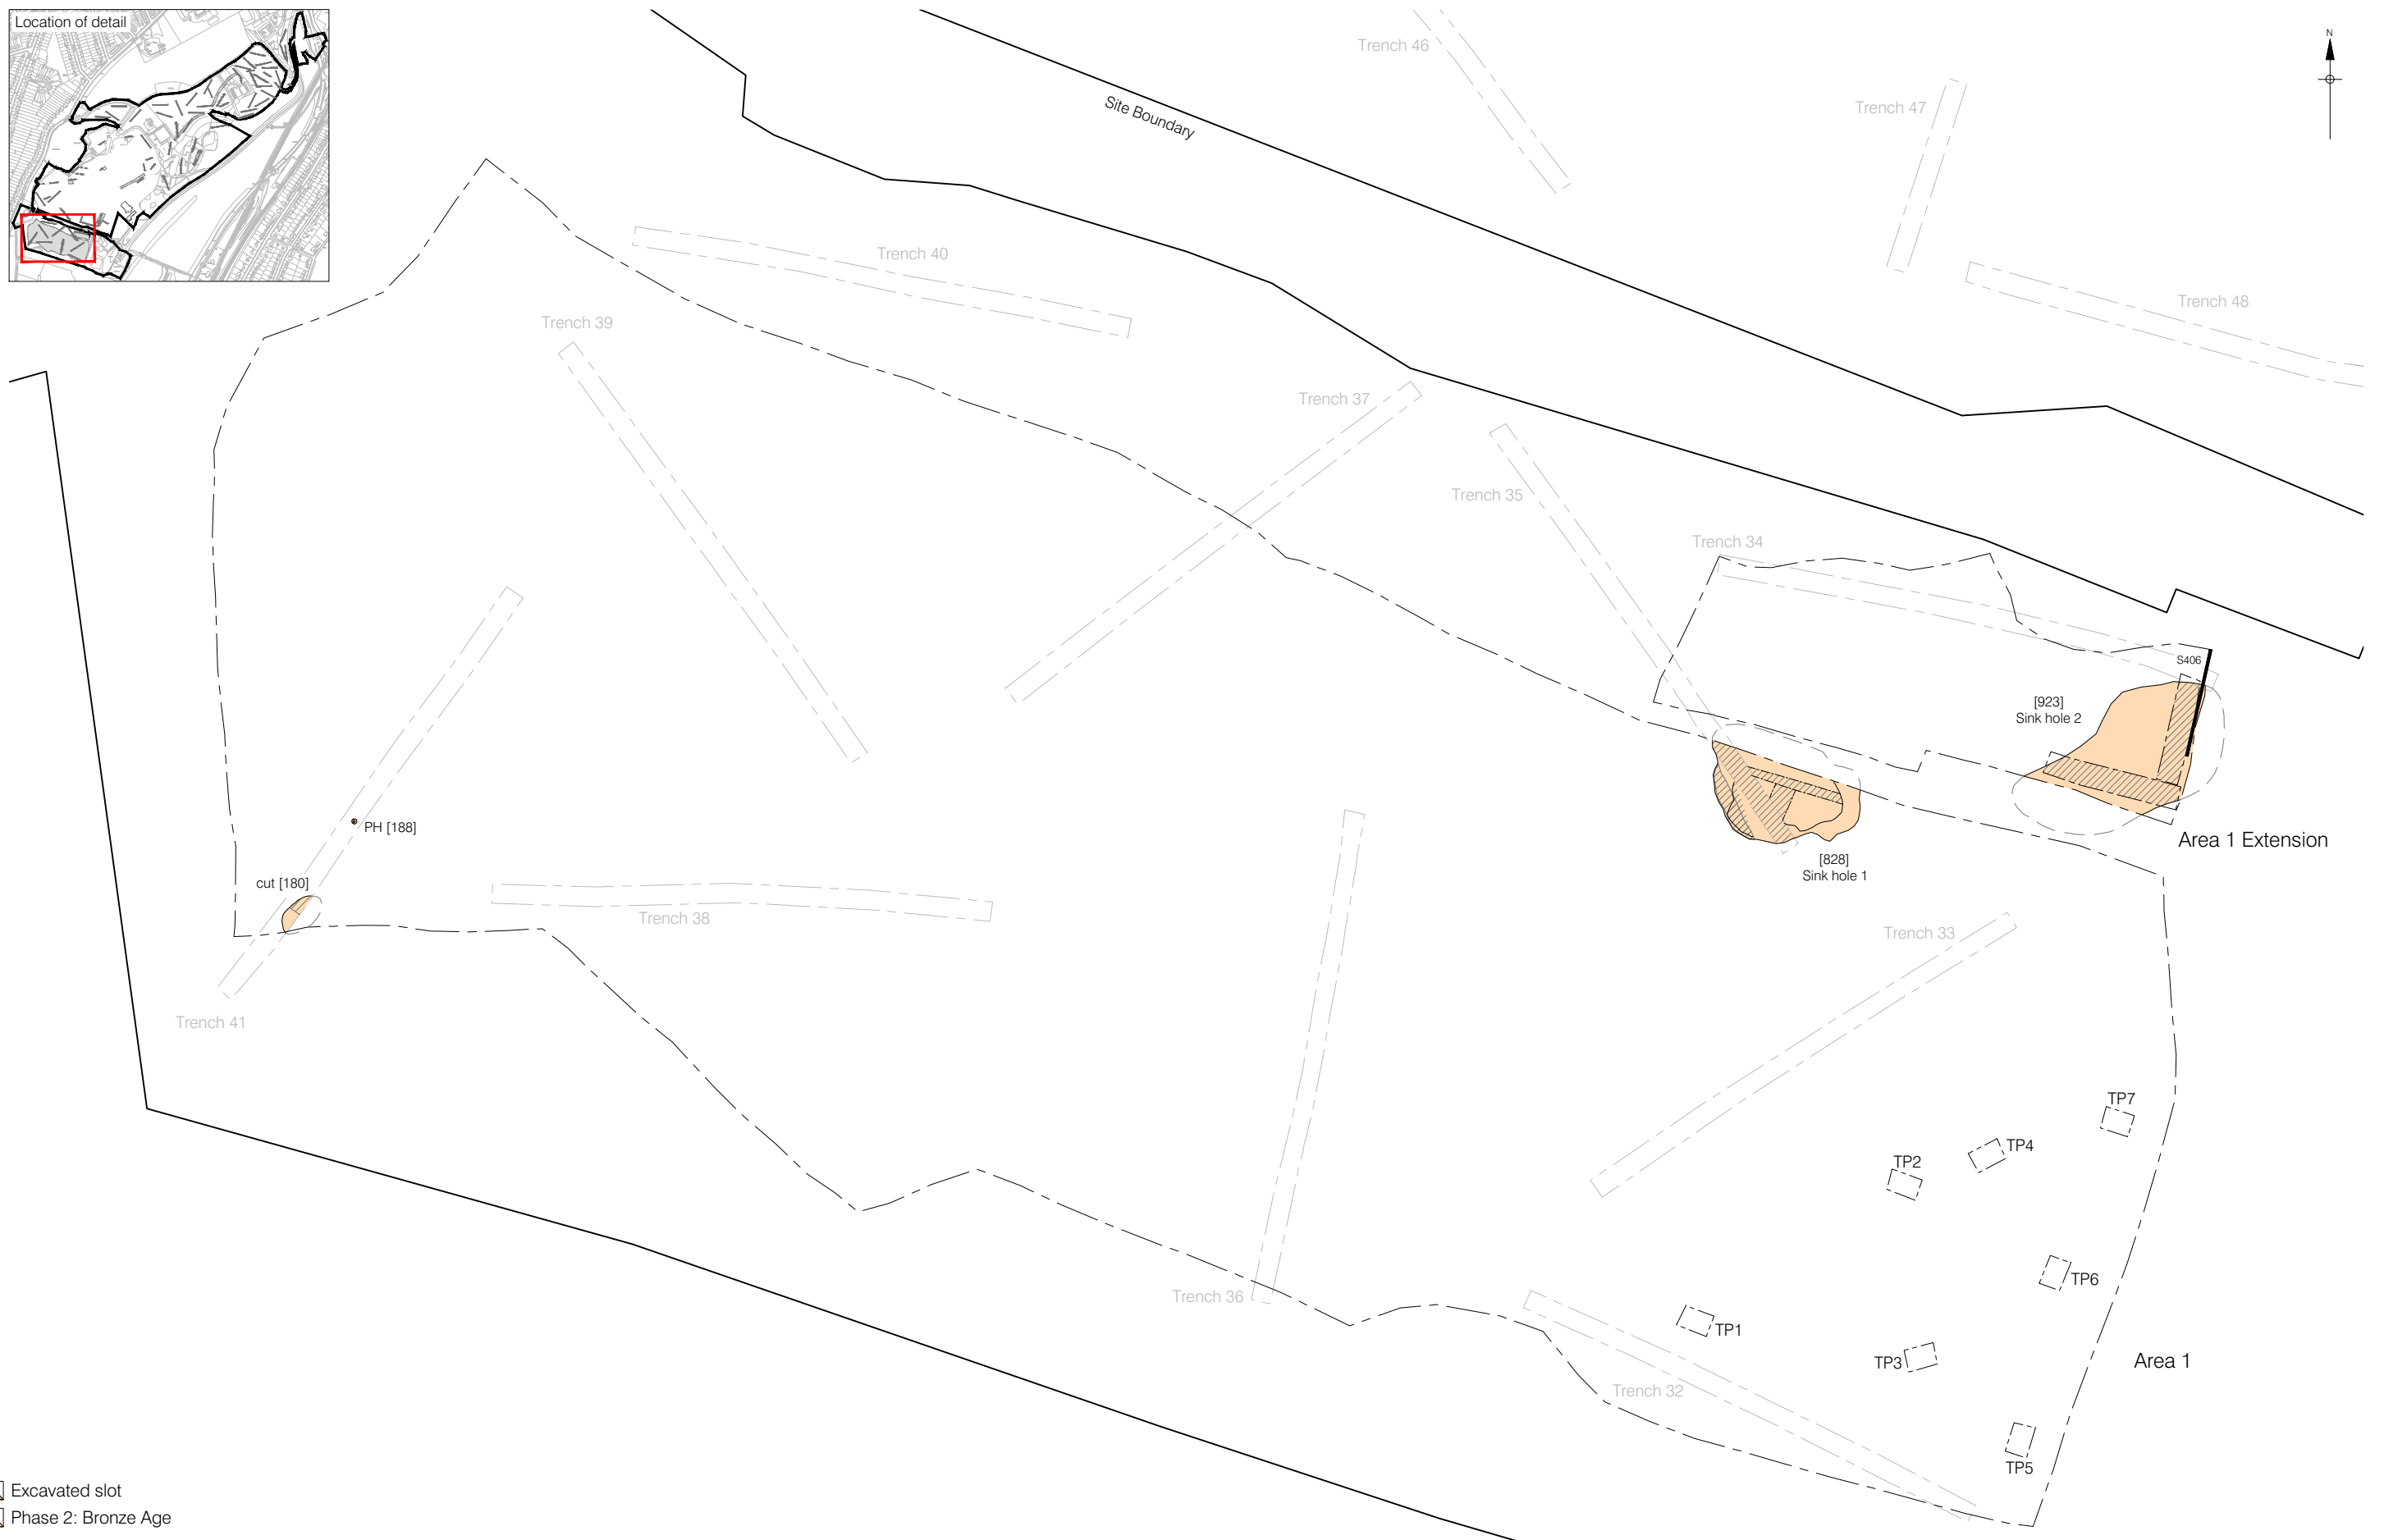 Location of detail
N
Trench 46
Site Boundary
Trench 47
Trench 40
Trench 48
Trench 39
Trench 37
Trench 35
Trench 34
S406
[923]
Sink hole 2
PH [188]
Area 1 Extension
[828]
Sink hole 1
cut [180]
Trench 38
Trench 33
Trench 41
TP7
TP4
TP2
TP6
Trench 36
TP1
TP3
Area 1
Trench 32
TP5
Excavated slot
Phase 2: Bronze Age